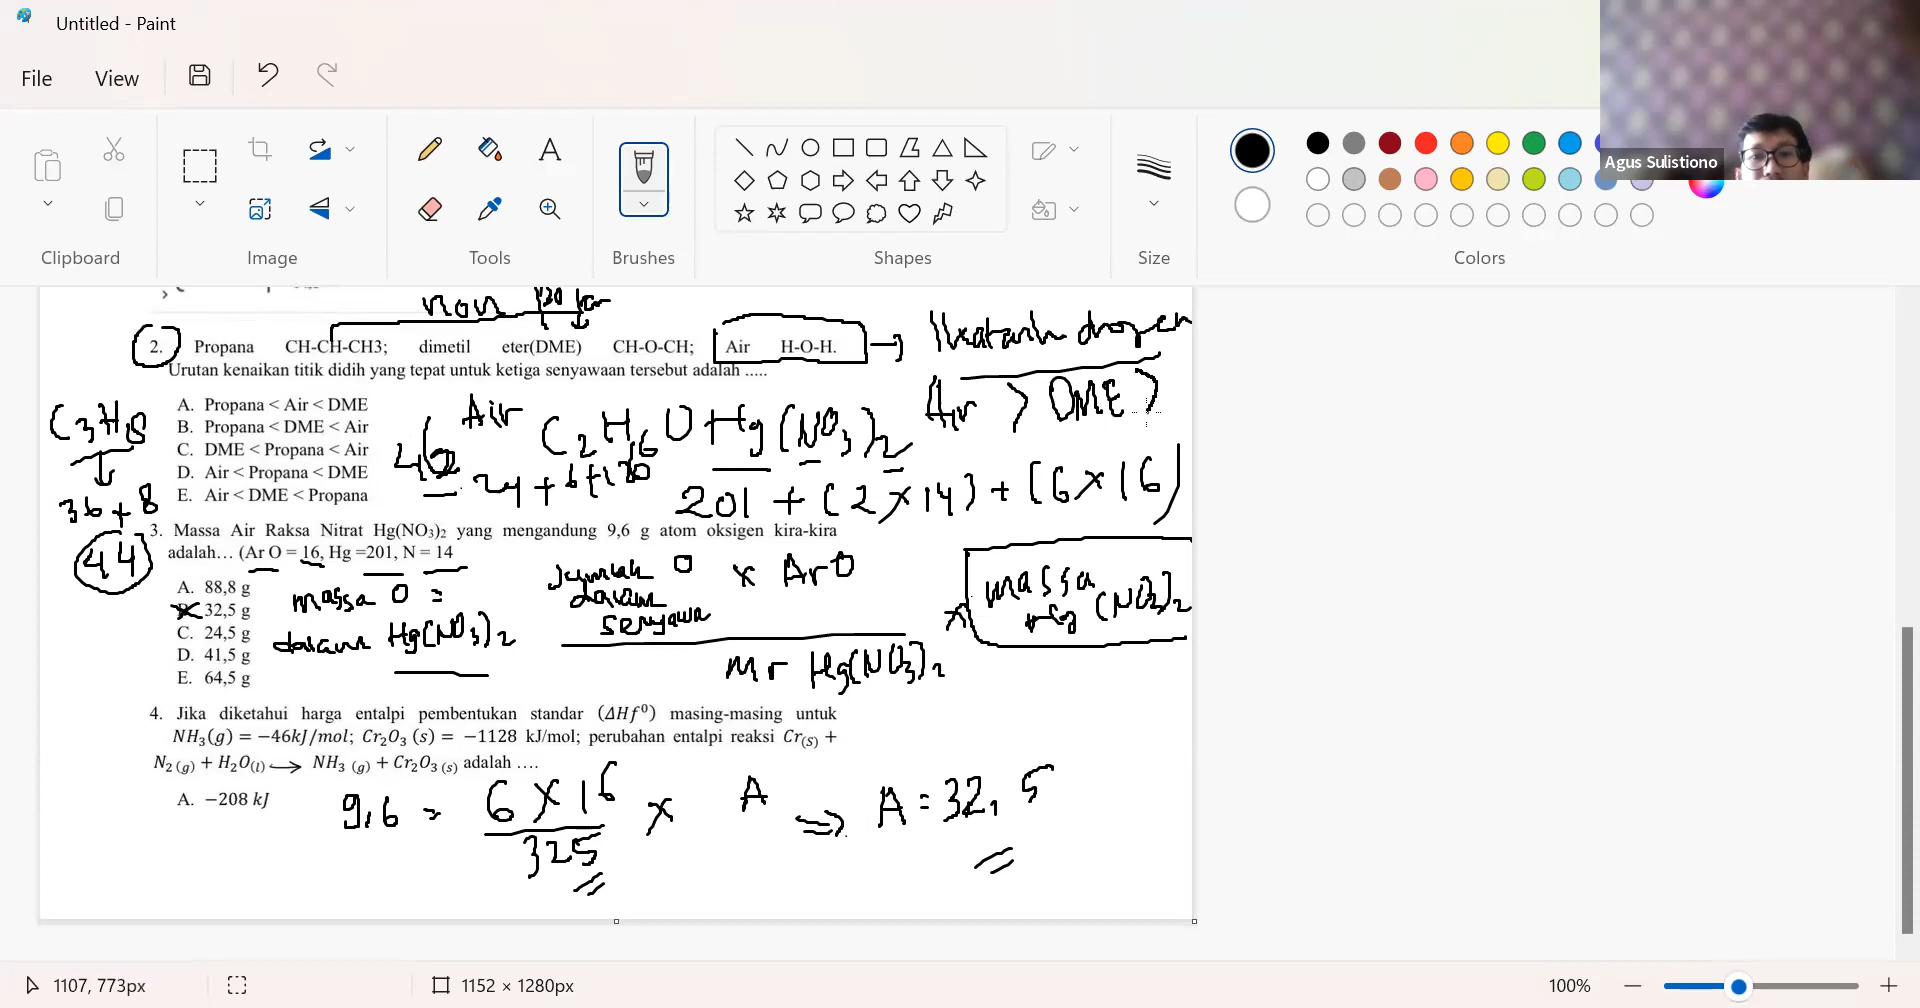 Untitled - Paint
File View
Agus Sulistiono
Clipboard Image Tools Brushes Shapes Size Colors
non
2. Propana CH-CH-CH3; dimetil eter(DME) CH-O-CH; Air H-O-H.
Urutan kenaikan titik didih yang tepat untuk ketiga senyawaan tersebut adalah .....
Air > DME >
A. Propana < Air < DME
B. Propana < DME < Air
C. DME < Propana < Air
D. Air < Propana < DME
E. Air < DME < Propana
C3H8
36 + 8
44
Air
C2H6O Hg(NO3)2
46
201 + (2 x 14) + (6 x 16)
3. Massa Air Raksa Nitrat Hg(NO3)2 yang mengandung 9,6 g atom oksigen kira-kira
adalah… (Ar O = 16, Hg =201, N = 14
A. 88,8 g
32,5 g
C. 24,5 g
D. 41,5 g
E. 64,5 g
massa O =
dalam Hg(NO3)2
Jumlah O x Ar O
dalam
senyawa
Mr Hg(NO3)2
x massa
Hg (NO3)2
4. Jika diketahui harga entalpi pembentukan standar (ΔHf⁰) masing-masing untuk
NH3(g) = −46kJ/mol; Cr2O3 (s) = −1128 kJ/mol; perubahan entalpi reaksi Cr(S) +
N2 (g) + H2O(l) → NH3 (g) + Cr2O3 (s) adalah ….
A. −208 kJ
9,6 = 6 X 16 x A ⇒ A = 32,5
325
1107, 773px 1152 × 1280px 100%